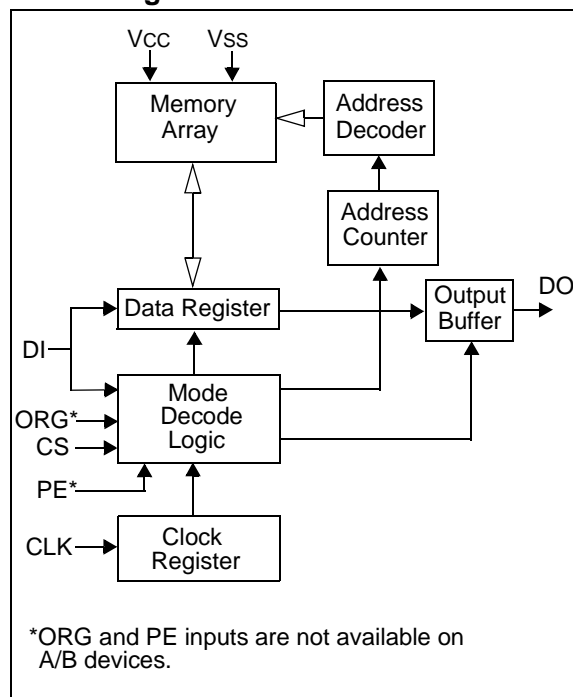 VCC
VSS
Memory
Array
Address
Decoder
Address
Counter
Data Register
Output
Buffer
DO
DI
Mode
Decode
Logic
ORG*
CS
PE*
CLK
Clock
Register
*ORG and PE inputs are not available on
A/B devices.